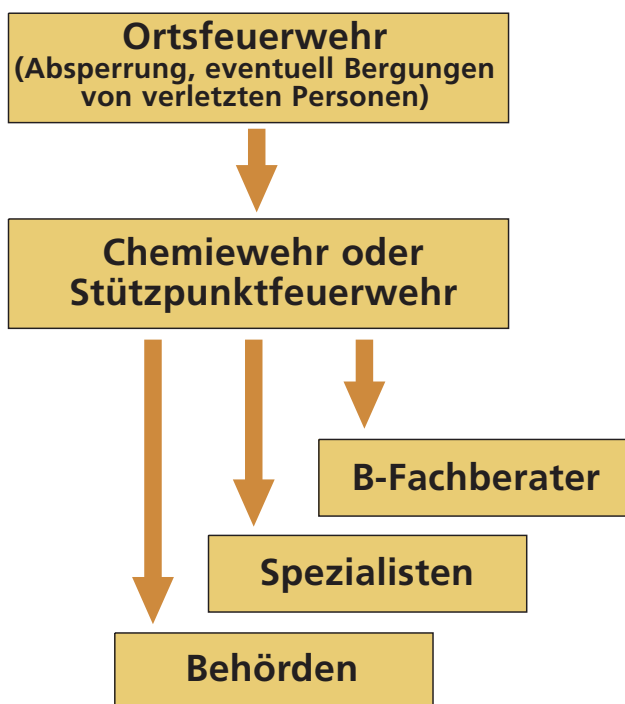 Ortsfeuerwehr
(Absperrung, eventuell Bergungen
von verletzten Personen)
Chemiewehr oder
Stützpunktfeuerwehr
B-Fachberater
Spezialisten
Behörden